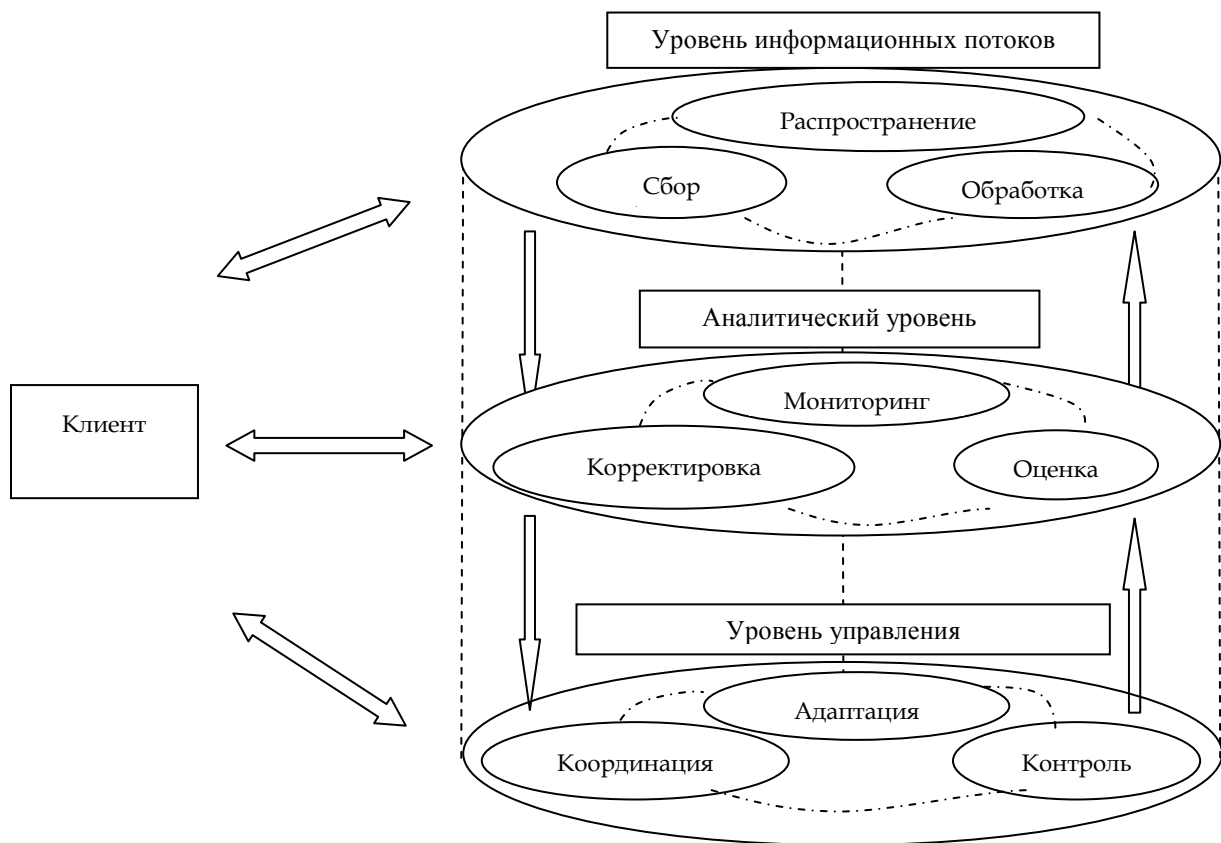 Уровень информационных потоков
Распространение
Сбор
Обработка
Аналитический уровень
Мониторинг
Клиент
Корректировка
Оценка
Уровень управления
Адаптация
Координация
Контроль